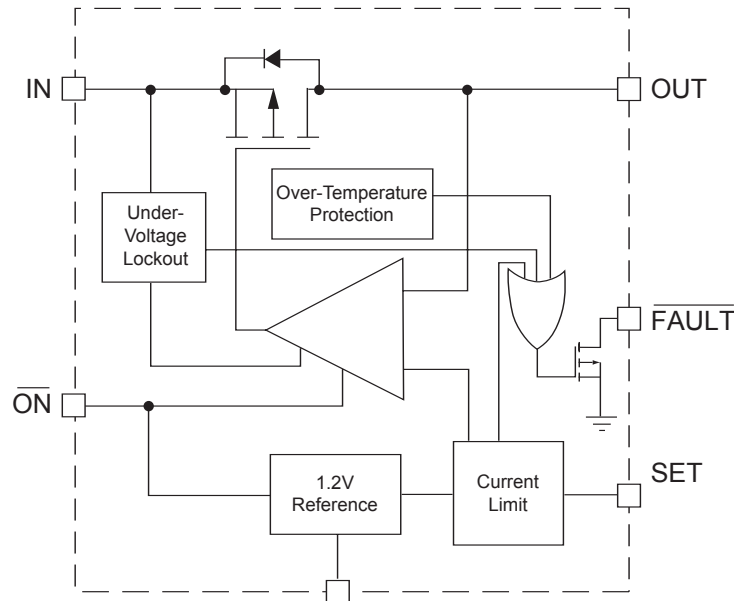 IN
OUT
Over-Temperature
Protection
Under-
Voltage
Lockout
FAULT
ON
SET
1.2V
Reference
Current
Limit